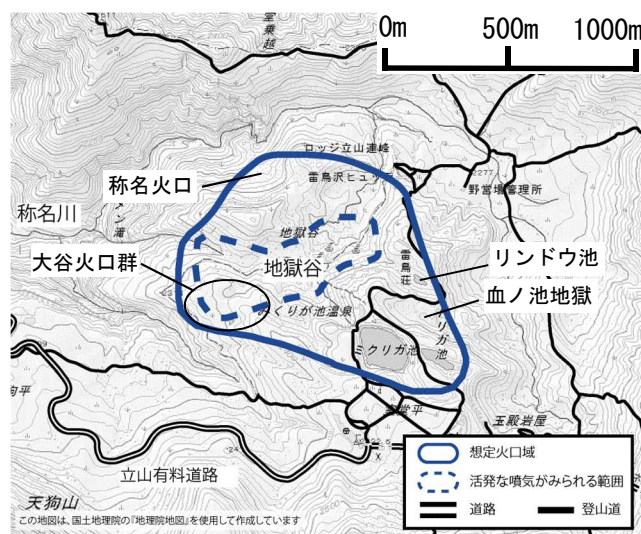 0m 500m 1000m
室乗越
ロッジ立山連峰
雷鳥沢ヒュッテ
称名火口
野営場管理所
2277
称名川
地獄谷
大谷火口群
地獄谷
雷鳥荘
リンドウ池
みくりが池温泉
血ノ池地獄
ミクリガ池
リガ池
玉殿岩屋
立山有料道路
天狗山
この地図は、国土地理院の『地理院地図』を使用して作成しています
想定火口域
活発な噴気がみられる範囲
道路 登山道
2500